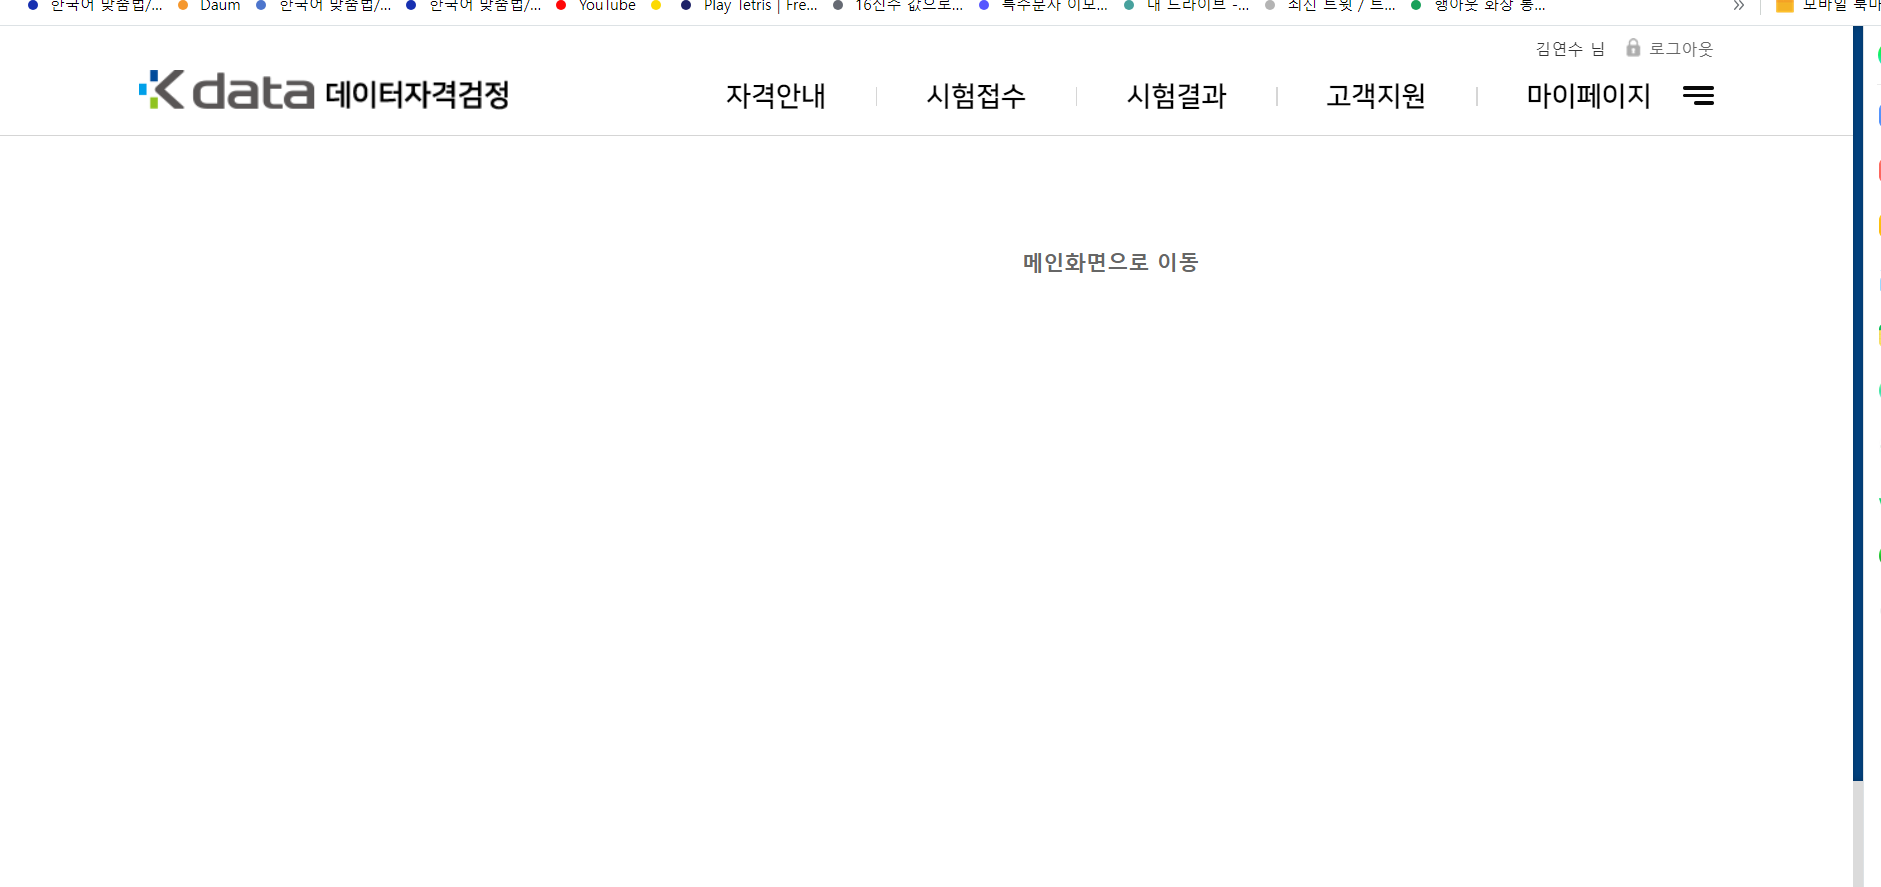 한국어 맞춤법/... Daum 한국어 맞춤법/... 한국어 맞춤법/... YouTube Play Tetris | Fre... 16진수 값으로... 특수문자 이모... 내 드라이브 -... 최신 트윗 / 트... 행아웃 화상 통... » 모바일 북마
김연수 님 로그아웃
Kdata 데이터자격검정 자격안내 시험접수 시험결과 고객지원 마이페이지
메인화면으로 이동